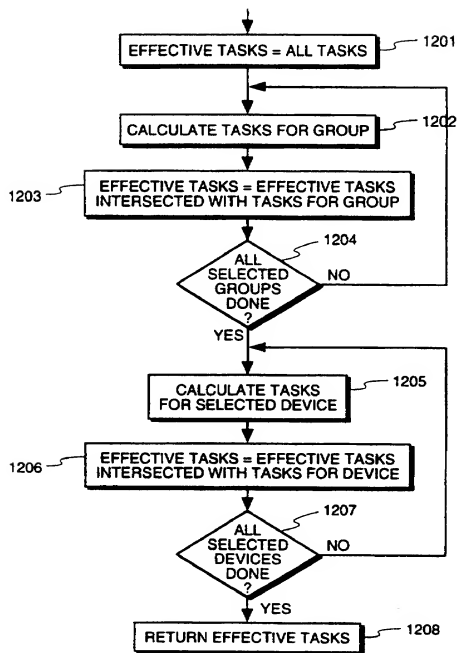 EFFECTIVE TASKS = ALL TASKS
1201
CALCULATE TASKS FOR GROUP
1202
1203
EFFECTIVE TASKS = EFFECTIVE TASKS
INTERSECTED WITH TASKS FOR GROUP
1204
ALL
SELECTED
GROUPS
DONE
?
NO
YES
CALCULATE TASKS
FOR SELECTED DEVICE
1205
1206
EFFECTIVE TASKS = EFFECTIVE TASKS
INTERSECTED WITH TASKS FOR DEVICE
1207
ALL
SELECTED
DEVICES
DONE
?
NO
YES
RETURN EFFECTIVE TASKS
1208